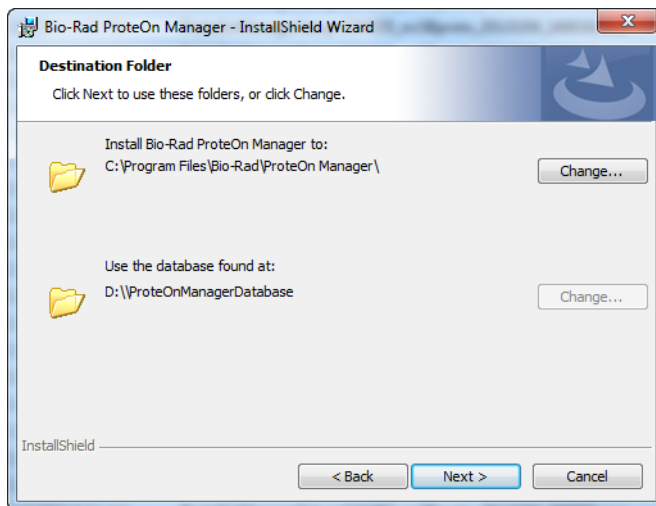 Bio-Rad ProteOn Manager - InstallShield Wizard
Destination Folder
Click Next to use these folders, or click Change.
Install Bio-Rad ProteOn Manager to:
C:\Program Files\Bio-Rad\ProteOn Manager\
Change...
Use the database found at:
D:\\ProteOnManagerDatabase
Change...
InstallShield
< Back
Next >
Cancel